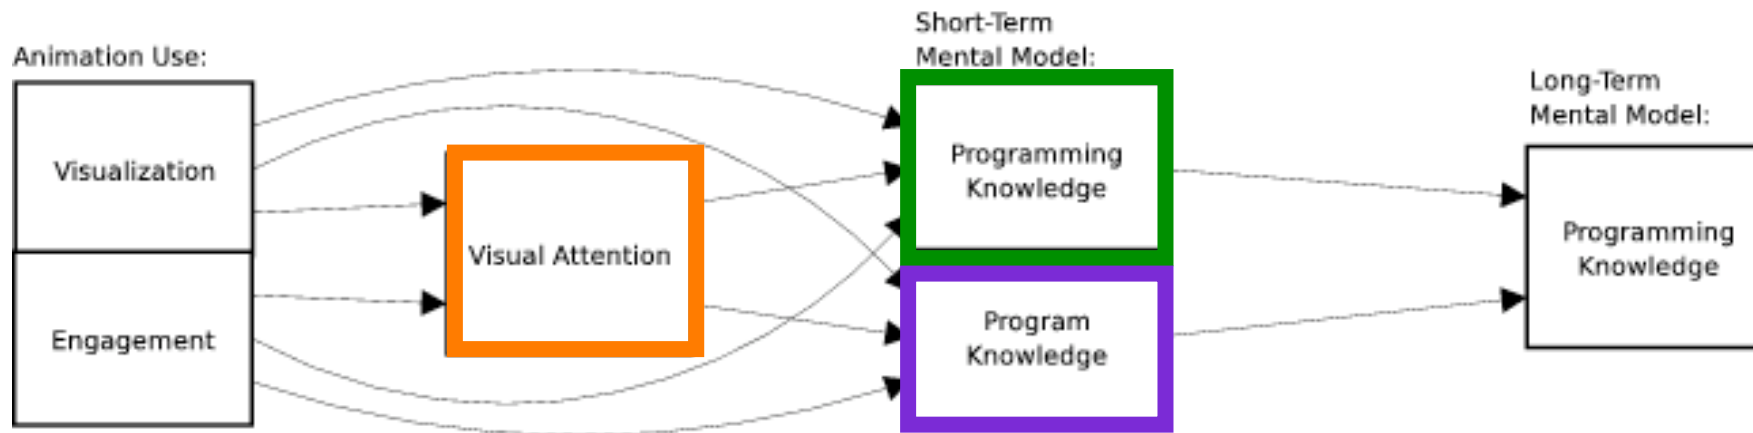 Animation Use:
Visualization
Engagement
Visual Attention
Short-Term
Mental Model:
Programming
Knowledge
Program
Knowledge
Long-Term
Mental Model:
Programming
Knowledge